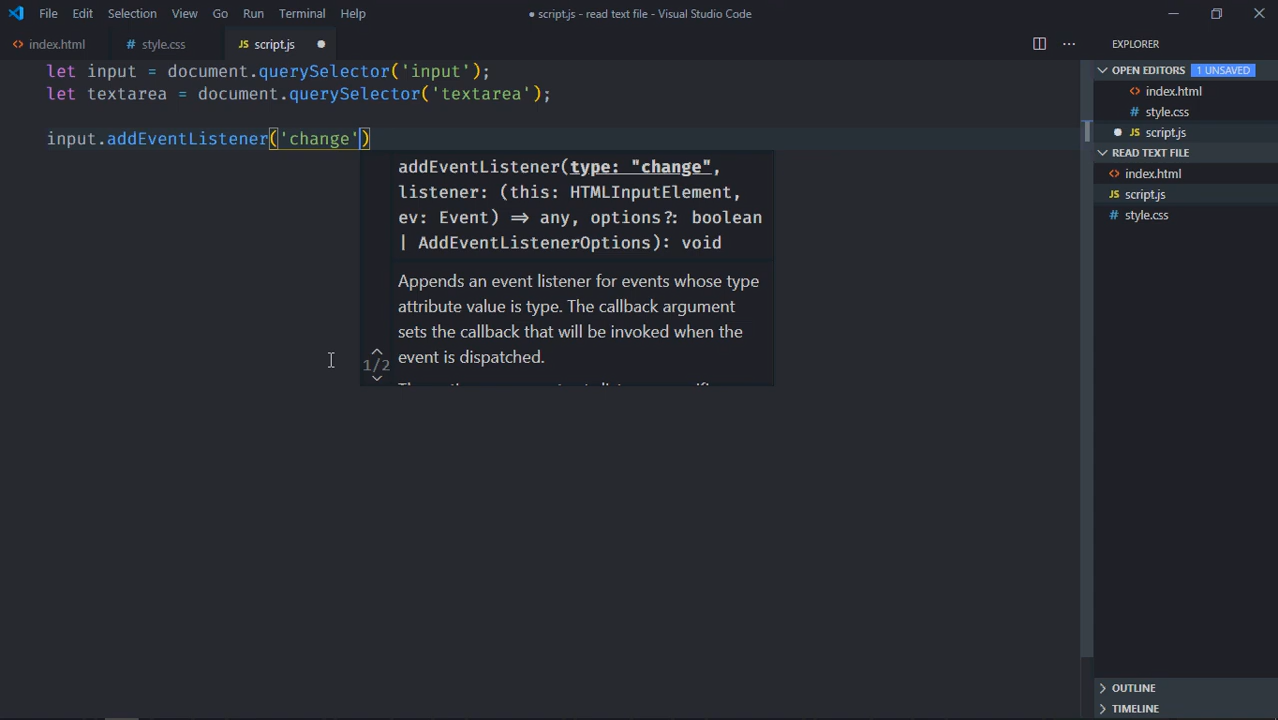 File Edit Selection View Go Run Terminal Help
● script.js - read text file - Visual Studio Code
index.html
# style.css
JS script.js
EXPLORER
let input = document.querySelector('input');
let textarea = document.querySelector('textarea');
input.addEventListener('change')
addEventListener(type: "change",
listener: (this: HTMLInputElement,
ev: Event) => any, options?: boolean
| AddEventListenerOptions): void
Appends an event listener for events whose type
attribute value is type. The callback argument
sets the callback that will be invoked when the
event is dispatched.
1/2
OPEN EDITORS 1 UNSAVED
index.html
# style.css
JS script.js
READ TEXT FILE
index.html
JS script.js
# style.css
OUTLINE
TIMELINE